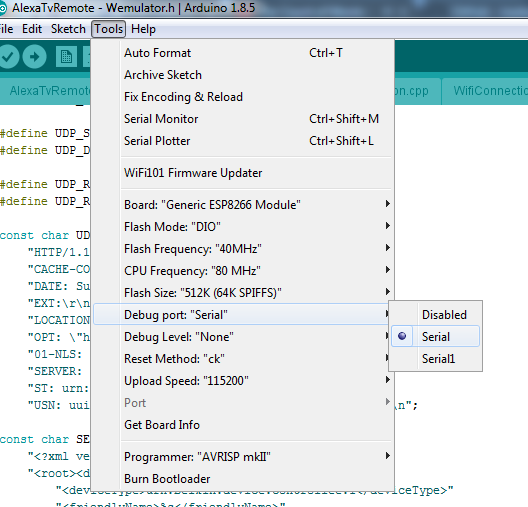 AlexaTvRemote - Wemulator.h | Arduino 1.8.5
File Edit Sketch Tools Help
AlexaTvRemote
on.cpp
WifiConnection
Auto Format Ctrl+T
Archive Sketch
Fix Encoding & Reload
Serial Monitor Ctrl+Shift+M
Serial Plotter Ctrl+Shift+L
WiFi101 Firmware Updater
Board: "Generic ESP8266 Module"
Flash Mode: "DIO"
Flash Frequency: "40MHz"
CPU Frequency: "80 MHz"
Flash Size: "512K (64K SPIFFS)"
Debug port: "Serial"
Debug Level: "None"
Reset Method: "ck"
Upload Speed: "115200"
Port
Get Board Info
Programmer: "AVRISP mkII"
Burn Bootloader
Disabled
Serial
Serial1
#define UDP_S
#define UDP_D
#define UDP_R
#define UDP_R
const char UD
"HTTP/1.1
"CACHE-CO
"DATE: Su
"EXT:\r\n
"LOCATION
"OPT: \"h
"01-NLS:
"SERVER:
"ST: urn:
"USN: uui
\n";
const char SE
"<?xml ve
"<root><d
</deviceType>"
"<friendlyName>%s</friendlyName>"